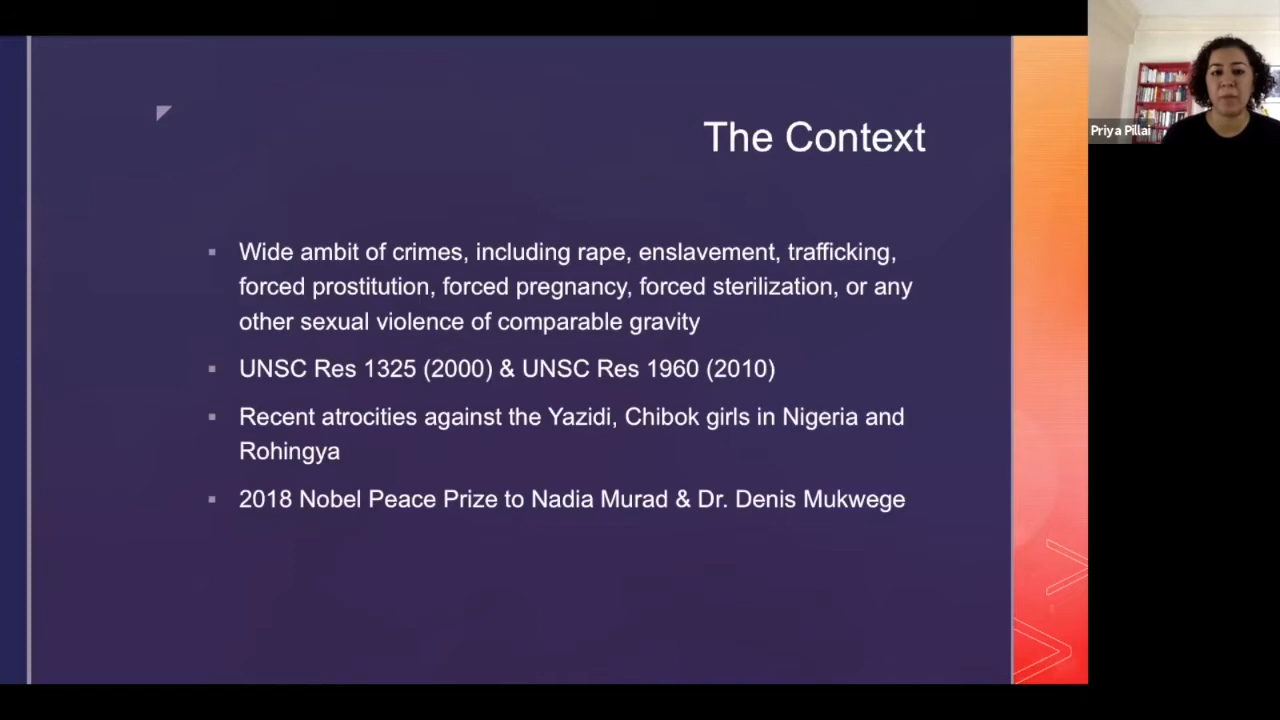 The Context
Wide ambit of crimes, including rape, enslavement, trafficking,
forced prostitution, forced pregnancy, forced sterilization, or any
other sexual violence of comparable gravity
UNSC Res 1325 (2000) & UNSC Res 1960 (2010)
Recent atrocities against the Yazidi, Chibok girls in Nigeria and
Rohingya
2018 Nobel Peace Prize to Nadia Murad & Dr. Denis Mukwege
Priya Pillai